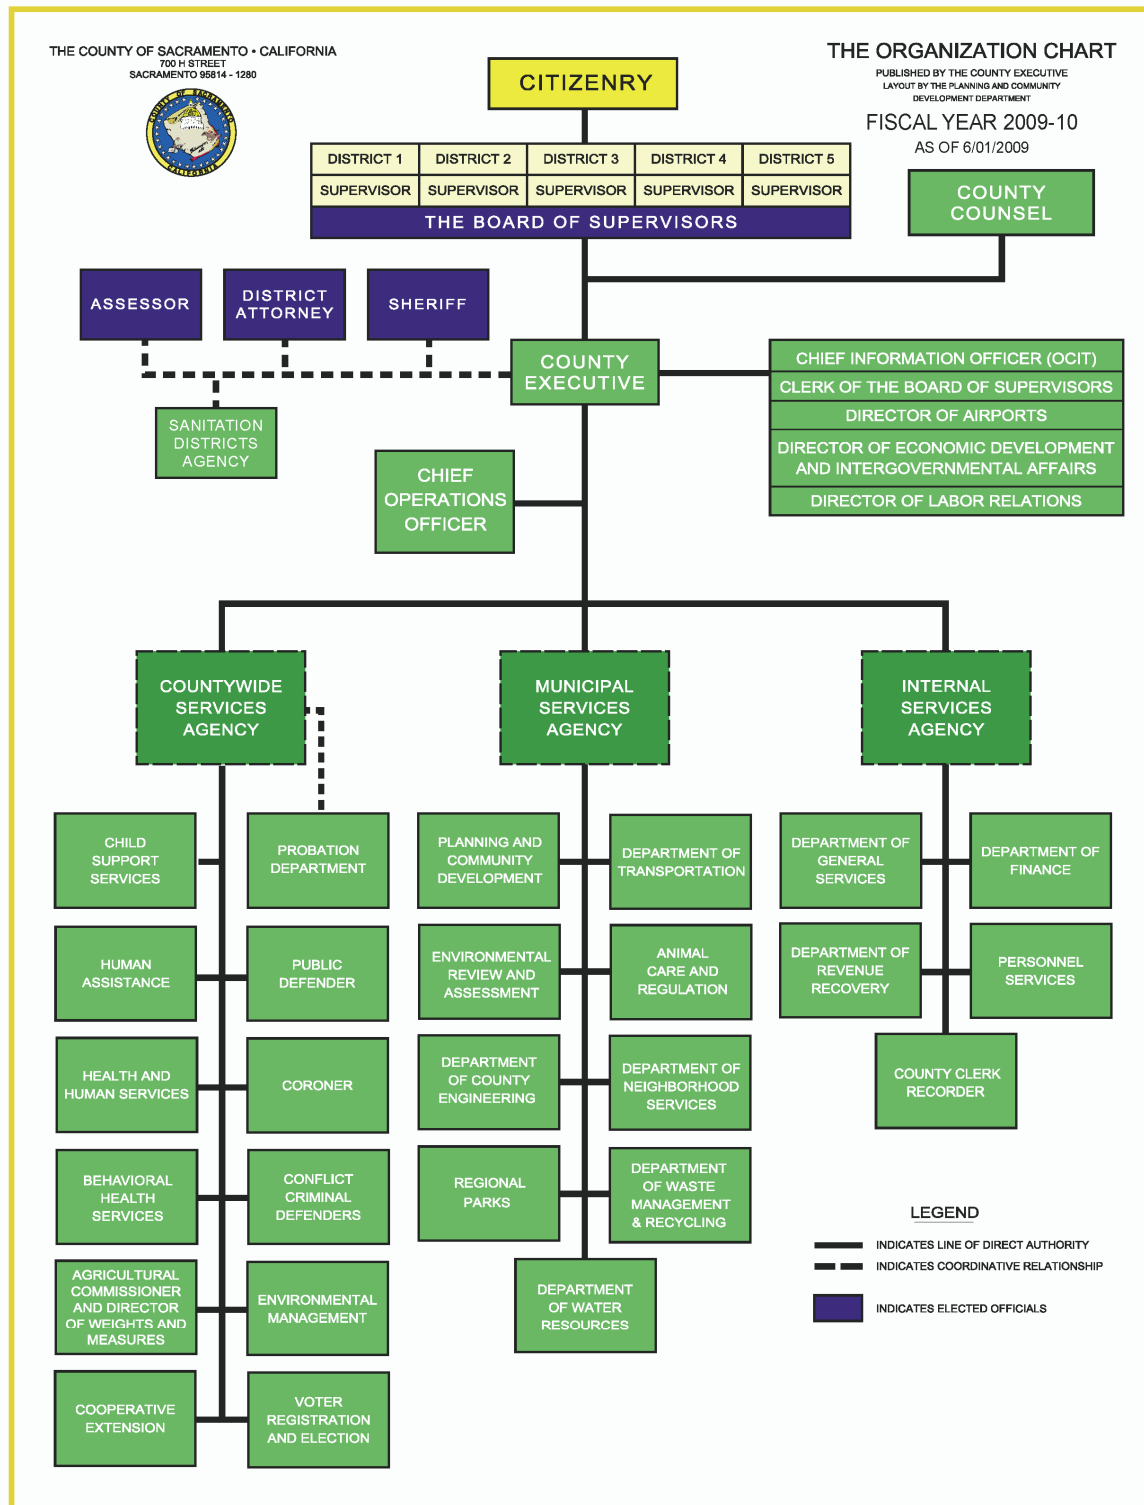 THE COUNTY OF SACRAMENTO • CALIFORNIA
700 H STREET
SACRAMENTO 95814 - 1280
COUNTY OF SACRAMENTO
CALIFORNIA
THE ORGANIZATION CHART
PUBLISHED BY THE COUNTY EXECUTIVE
LAYOUT BY THE PLANNING AND COMMUNITY
DEVELOPMENT DEPARTMENT
FISCAL YEAR 2009-10
AS OF 6/01/2009
CITIZENRY
DISTRICT 1
DISTRICT 2
DISTRICT 3
DISTRICT 4
DISTRICT 5
SUPERVISOR
SUPERVISOR
SUPERVISOR
SUPERVISOR
SUPERVISOR
THE BOARD OF SUPERVISORS
COUNTY
COUNSEL
ASSESSOR
DISTRICT
ATTORNEY
SHERIFF
COUNTY
EXECUTIVE
CHIEF INFORMATION OFFICER (OCIT)
CLERK OF THE BOARD OF SUPERVISORS
DIRECTOR OF AIRPORTS
DIRECTOR OF ECONOMIC DEVELOPMENT
AND INTERGOVERNMENTAL AFFAIRS
DIRECTOR OF LABOR RELATIONS
SANITATION
DISTRICTS
AGENCY
CHIEF
OPERATIONS
OFFICER
COUNTYWIDE
SERVICES
AGENCY
MUNICIPAL
SERVICES
AGENCY
INTERNAL
SERVICES
AGENCY
CHILD
SUPPORT
SERVICES
PROBATION
DEPARTMENT
HUMAN
ASSISTANCE
PUBLIC
DEFENDER
HEALTH AND
HUMAN SERVICES
CORONER
BEHAVIORAL
HEALTH
SERVICES
CONFLICT
CRIMINAL
DEFENDERS
AGRICULTURAL
COMMISSIONER
AND DIRECTOR
OF WEIGHTS AND
MEASURES
ENVIRONMENTAL
MANAGEMENT
COOPERATIVE
EXTENSION
VOTER
REGISTRATION
AND ELECTION
PLANNING AND
COMMUNITY
DEVELOPMENT
DEPARTMENT OF
TRANSPORTATION
ENVIRONMENTAL
REVIEW AND
ASSESSMENT
ANIMAL
CARE AND
REGULATION
DEPARTMENT
OF COUNTY
ENGINEERING
DEPARTMENT OF
NEIGHBORHOOD
SERVICES
REGIONAL
PARKS
DEPARTMENT
OF WASTE
MANAGEMENT
& RECYCLING
DEPARTMENT
OF WATER
RESOURCES
DEPARTMENT OF
GENERAL
SERVICES
DEPARTMENT OF
FINANCE
DEPARTMENT OF
REVENUE
RECOVERY
PERSONNEL
SERVICES
COUNTY CLERK
RECORDER
LEGEND
INDICATES LINE OF DIRECT AUTHORITY
INDICATES COORDINATIVE RELATIONSHIP
INDICATES ELECTED OFFICIALS